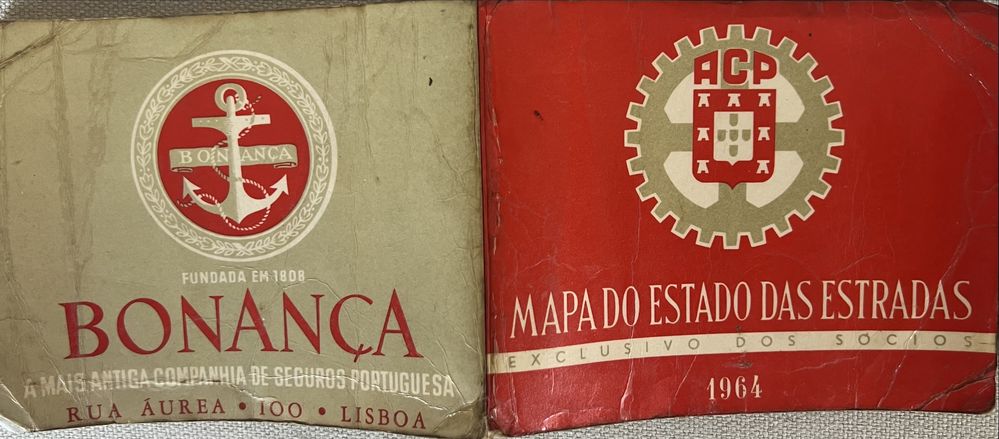 BONANÇA
FUNDADA EM 1808
BONANÇA
A MAIS ANTIGA COMPANHIA DE SEGUROS PORTUGUESA
RUA ÁUREA • 100 • LISBOA
ACP
MAPA DO ESTADO DAS ESTRADAS
EXCLUSIVO DOS SÓCIOS
1964